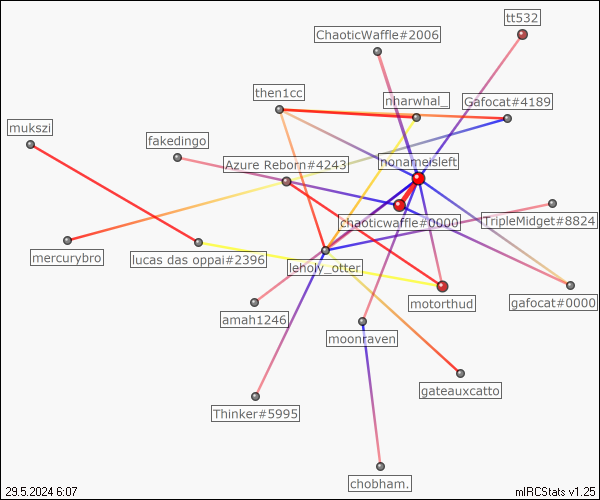 tt532
ChaoticWaffle#2006
then1cc
nharwhal_
Gafocat#4189
mukszi
fakedingo
Azure Reborn#4243
nonameisleft
chaoticwaffle#0000
TripleMidget#8824
mercurybro
lucas das oppai#2396
leholy_otter
amah1246
motorthud
gafocat#0000
moonraven
gateauxcatto
Thinker#5995
chobham.
29.5.2024 6:07
mIRCStats v1.25